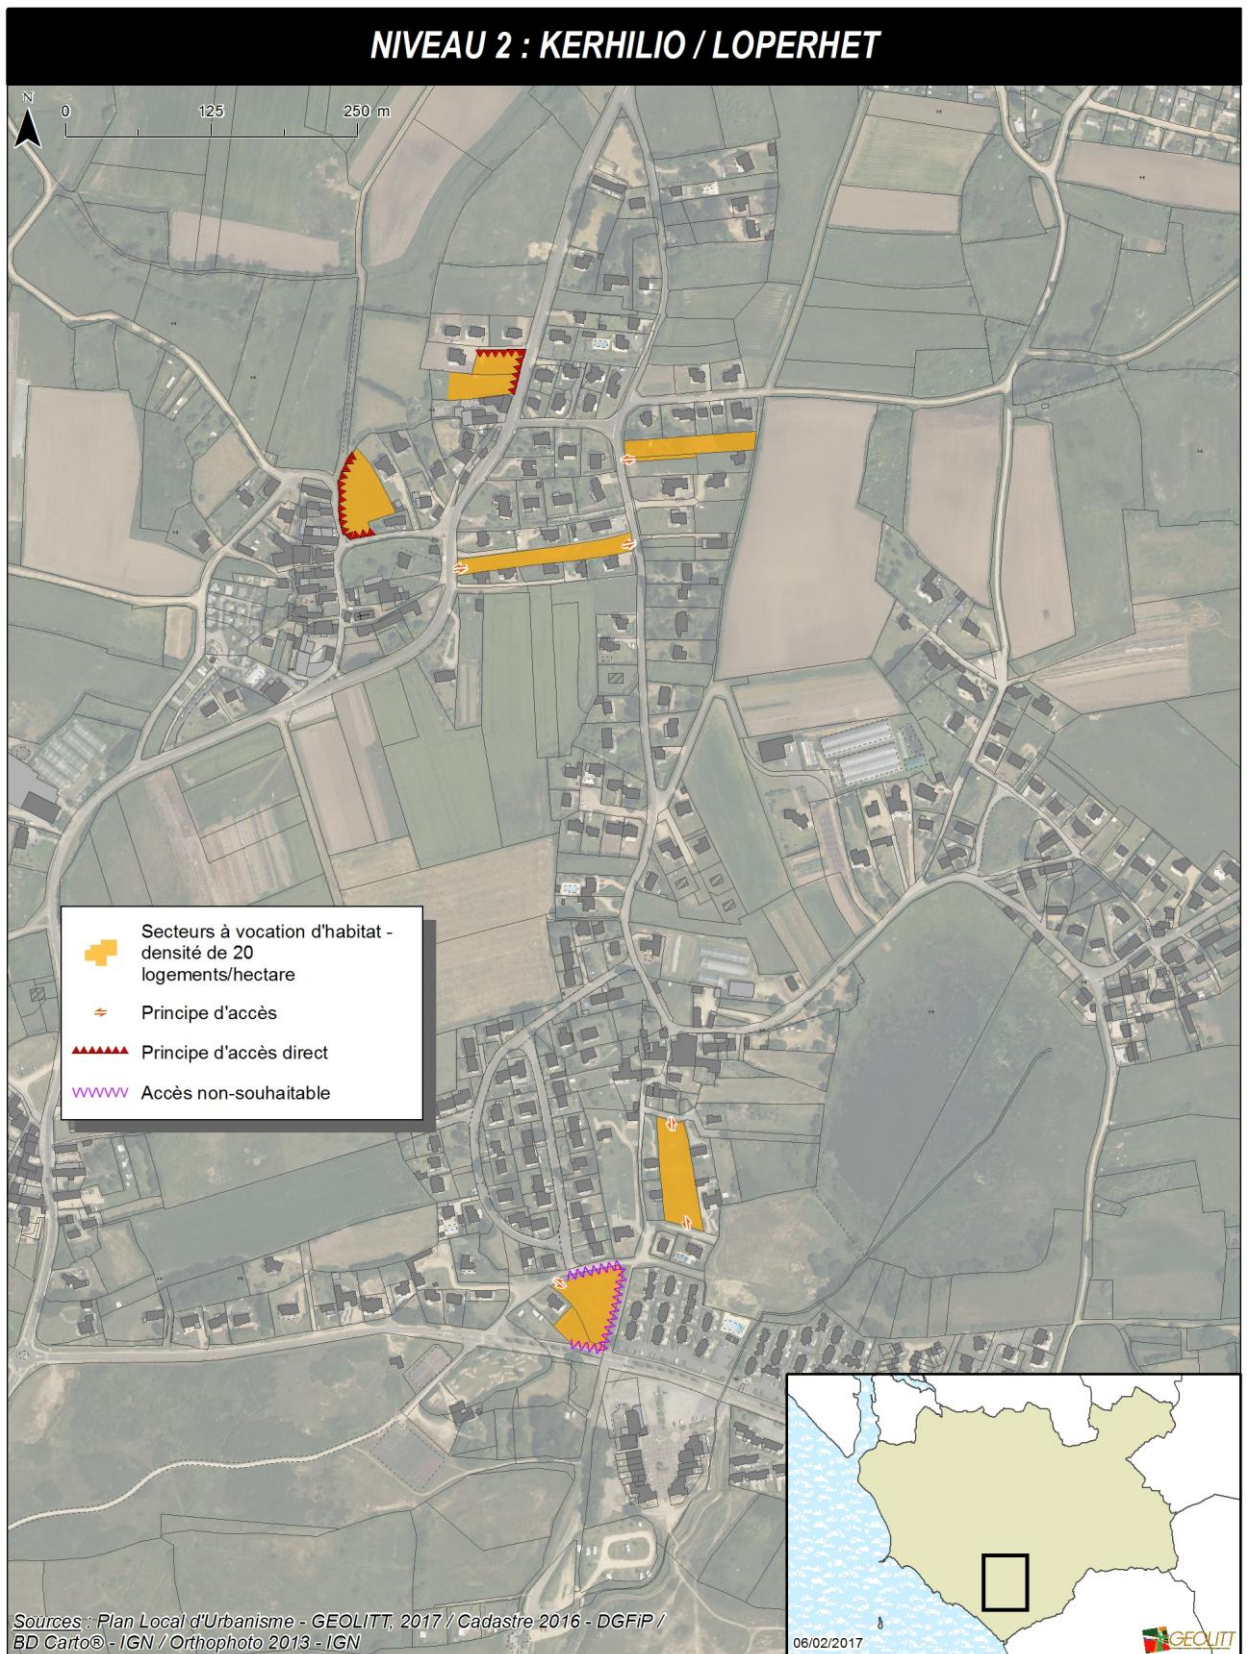 NIVEAU 2 : KERHILIO / LOPERHET
N
0 125 250 m
Secteurs à vocation d'habitat -
densité de 20
logements/hectare
Principe d'accès
Principe d'accès direct
Accès non-souhaitable
Sources : Plan Local d'Urbanisme - GEOLITT, 2017 / Cadastre 2016 - DGFiP /
BD Carto® - IGN / Orthophoto 2013 - IGN
06/02/2017
GEOLITT